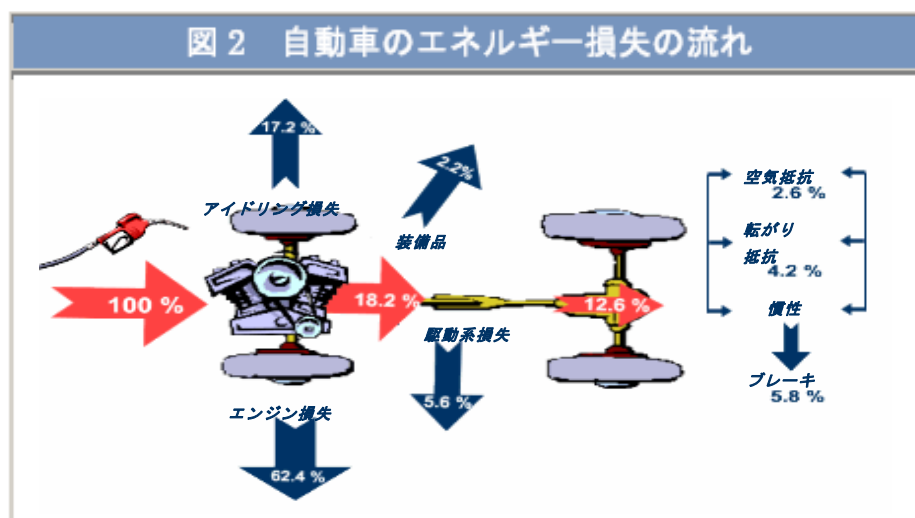 図2 自動車のエネルギー損失の流れ
17.2 %
アイドリング損失
2.2%
装備品
100 %
18.2 %
12.6 %
駆動系損失
5.6 %
エンジン損失
62.4 %
空気抵抗
2.6 %
転がり
抵抗
4.2 %
慣性
ブレーキ
5.8 %